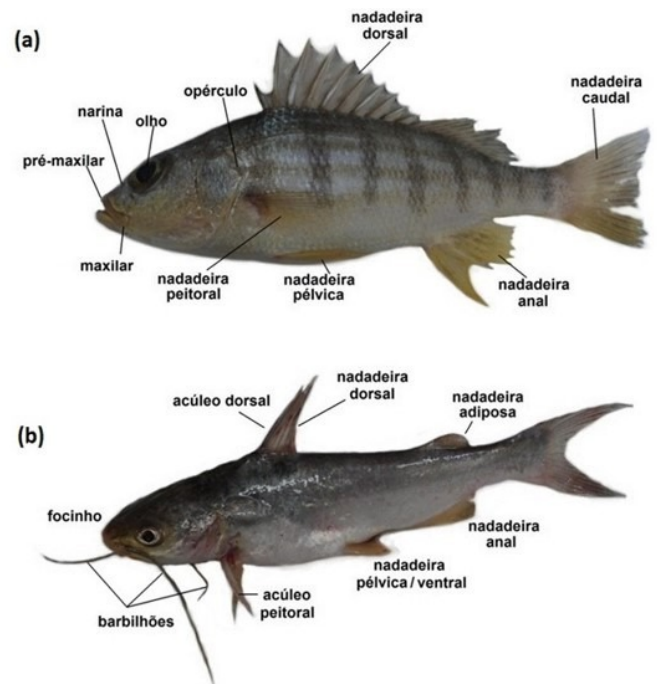 (a)
nadadeira
dorsal
nadadeira
caudal
opérculo
narina
olho
pré-maxilar
maxilar
nadadeira
peitoral
nadadeira
pélvica
nadadeira
anal
(b)
acúleo dorsal
nadadeira
dorsal
nadadeira
adiposa
focinho
nadadeira
anal
nadadeira
pélvica / ventral
acúleo
peitoral
barbilhões